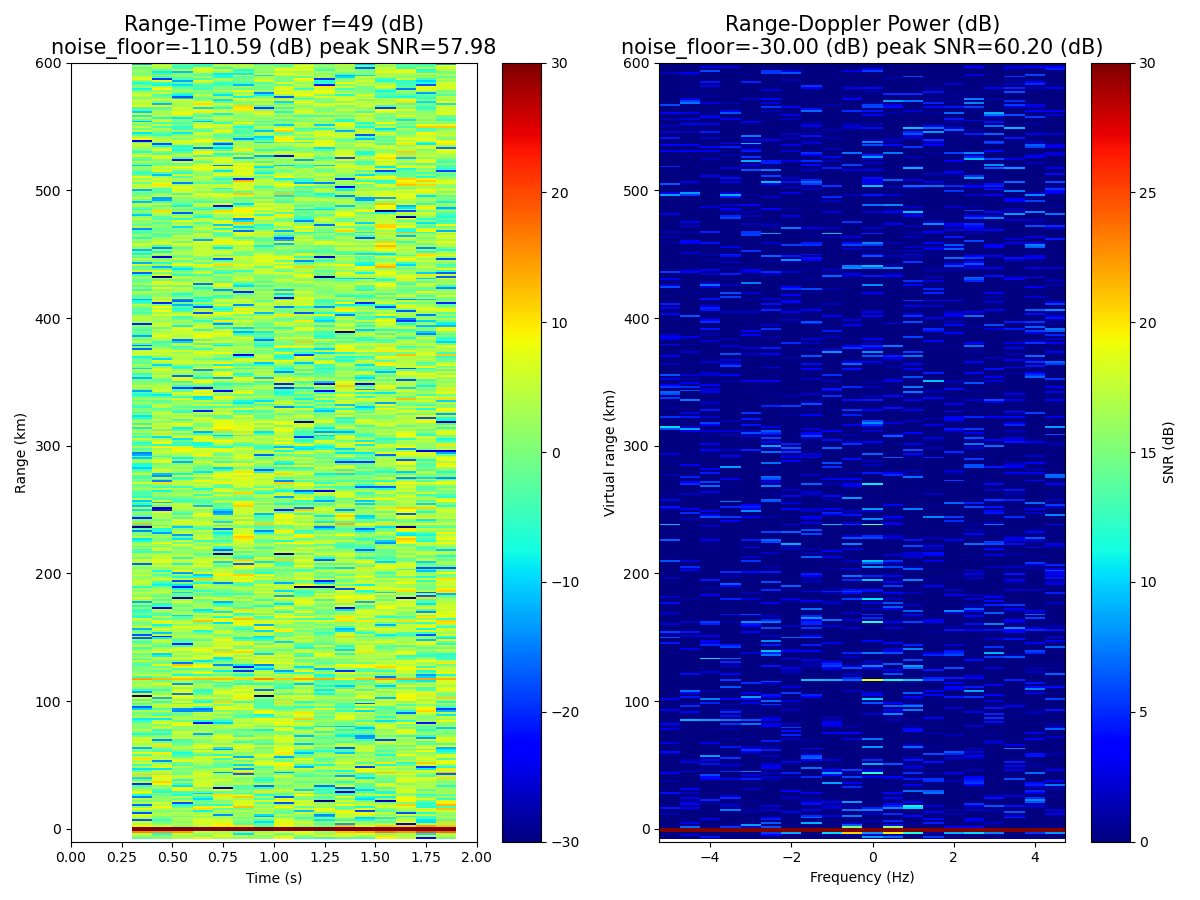 Range-Time Power f=49 (dB)
noise_floor=-110.59 (dB) peak SNR=57.98
Range (km)
600
500
400
300
200
100
0
0.00 0.25 0.50 0.75 1.00 1.25 1.50 1.75 2.00
Time (s)
30
20
10
0
−10
−20
−30
Range-Doppler Power (dB)
noise_floor=-30.00 (dB) peak SNR=60.20 (dB)
Virtual range (km)
600
500
400
300
200
100
0
−4 −2 0 2 4
Frequency (Hz)
30
25
20
15
10
5
0
SNR (dB)